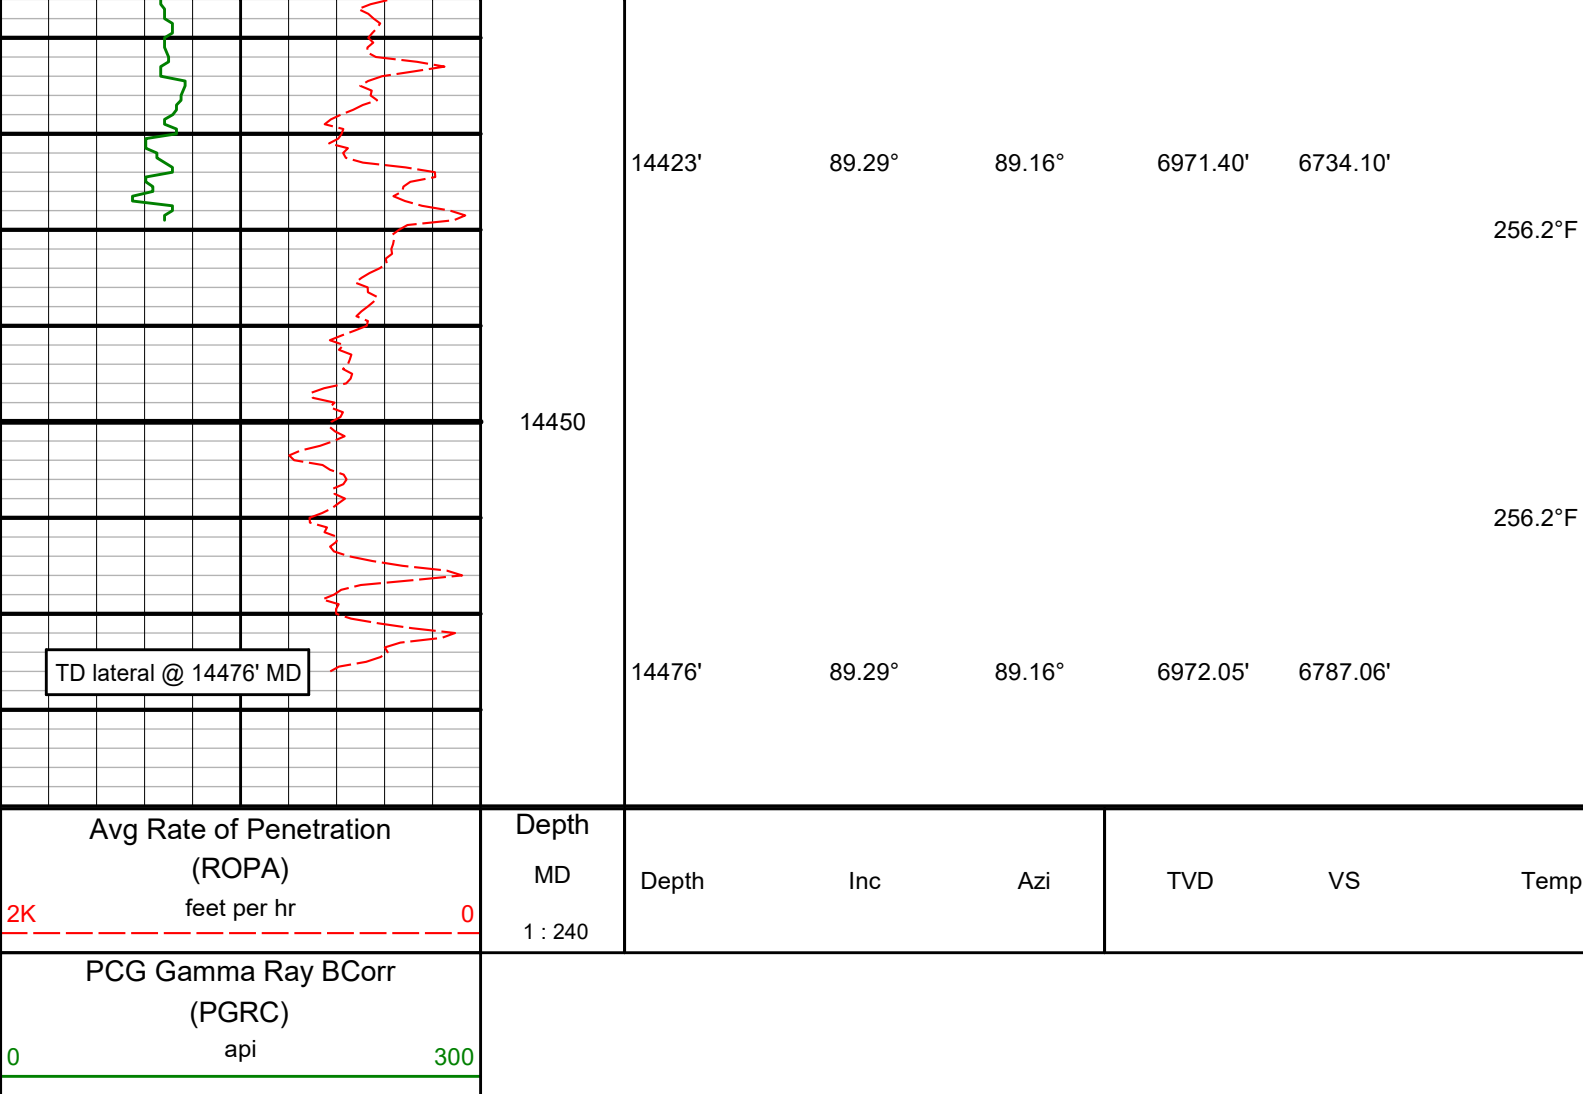 14423' 89.29° 89.16° 6971.40' 6734.10'
256.2°F
14450
256.2°F
TD lateral @ 14476' MD
14476' 89.29° 89.16° 6972.05' 6787.06'
Avg Rate of Penetration
(ROPA)
feet per hr
2K 0
Depth
MD
1 : 240
Depth Inc Azi TVD VS Temp
PCG Gamma Ray BCorr
(PGRC)
api
0 300